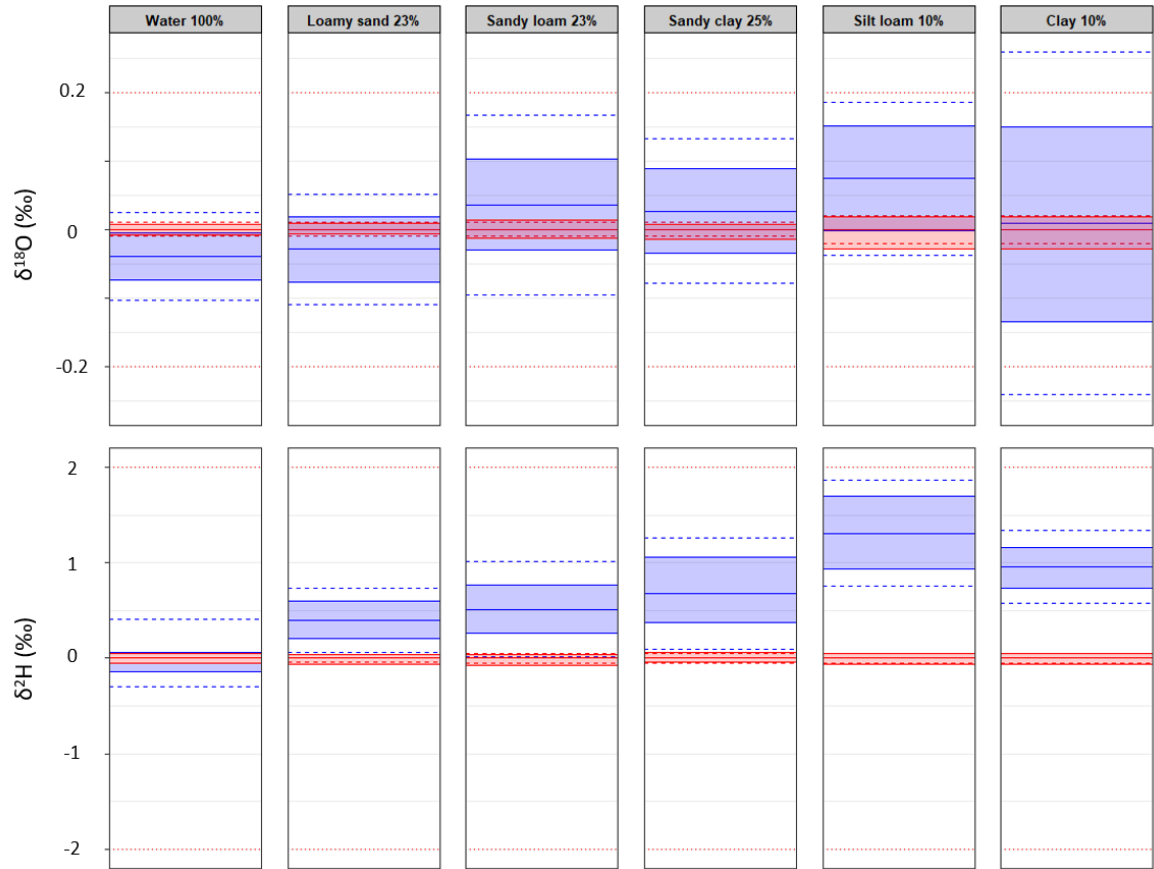 Water 100%
Loamy sand 23%
Sandy loam 23%
Sandy clay 25%
Silt loam 10%
Clay 10%
δ¹⁸O (‰)
0.2
0
-0.2
δ²H (‰)
2
1
0
-1
-2